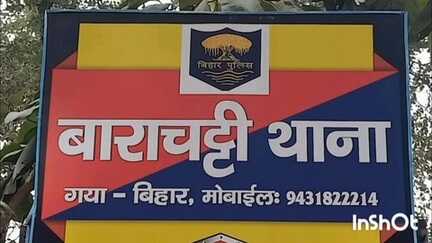 बिहार पुलिस
बाराचट्टी थाना
गया - बिहार, मोबाईलः 9431822214
InShOt